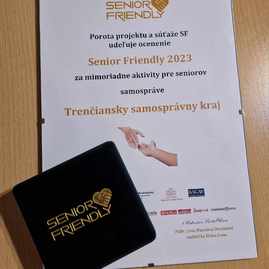 SENIOR
FRIENDLY
Porota projektu a súťaže SF
udeľuje ocenenie
Senior Friendly 2023
za mimoriadne aktivity pre seniorov
samospráve
Trenčiansky samosprávny kraj
SENIOR
FRIENDLY